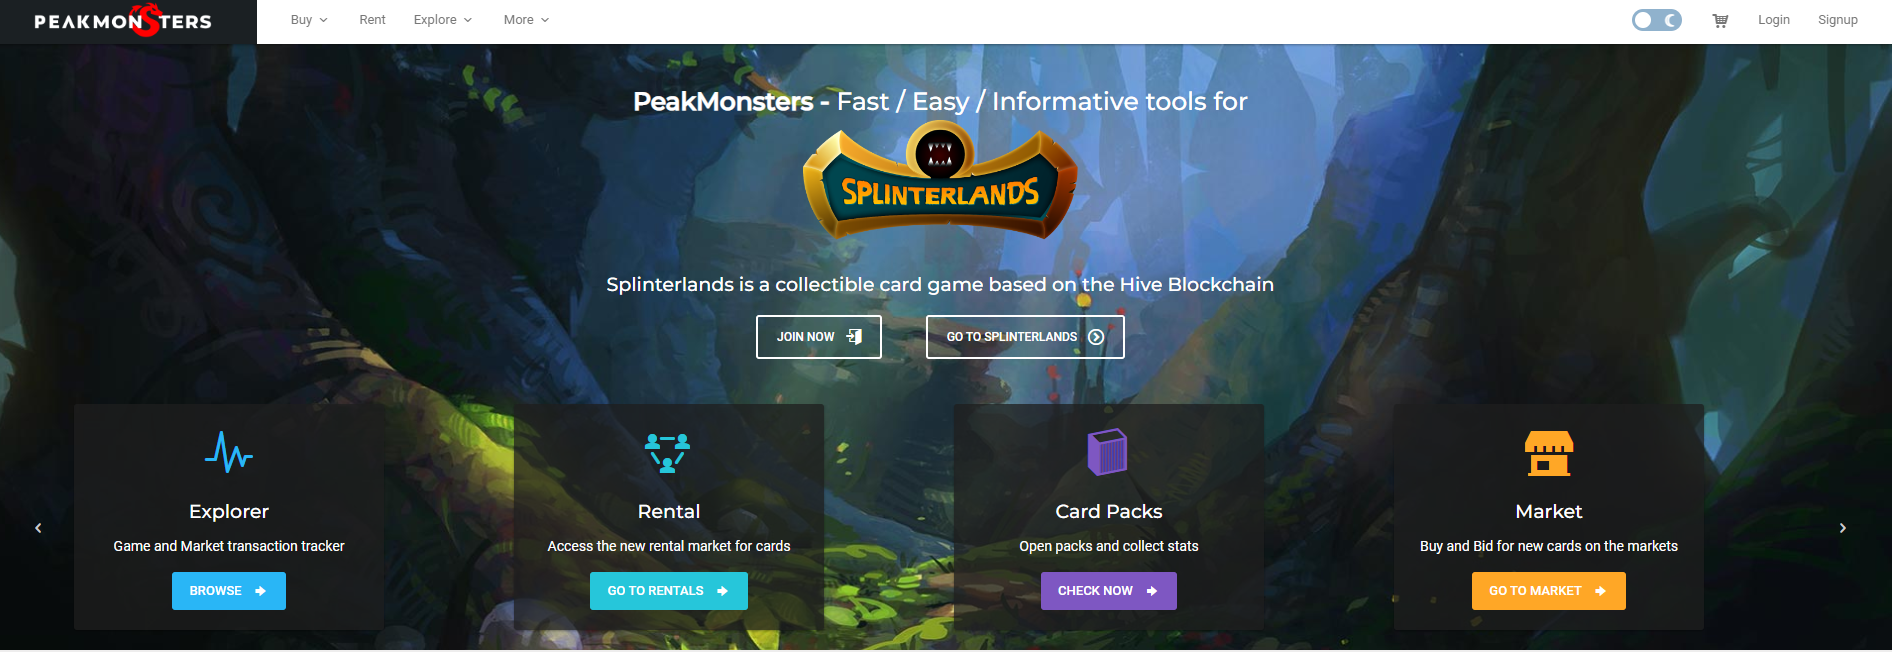 PEAKMONSTERS
Buy
Rent
Explore
More
Login
Signup
PeakMonsters - Fast / Easy / Informative tools for
SPLINTERLANDS
Splinterlands is a collectible card game based on the Hive Blockchain
JOIN NOW
GO TO SPLINTERLANDS
Explorer
Game and Market transaction tracker
BROWSE
Rental
Access the new rental market for cards
GO TO RENTALS
Card Packs
Open packs and collect stats
CHECK NOW
Market
Buy and Bid for new cards on the markets
GO TO MARKET